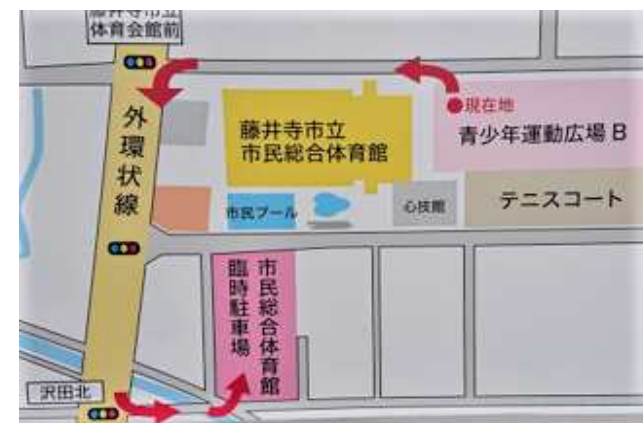 藤井寺市立
体育会館前
外環状線
藤井寺市立
市民総合体育館
現在地
青少年運動広場 B
市民プール
心技館
テニスコート
市民総合体育館
臨時駐車場
沢田北